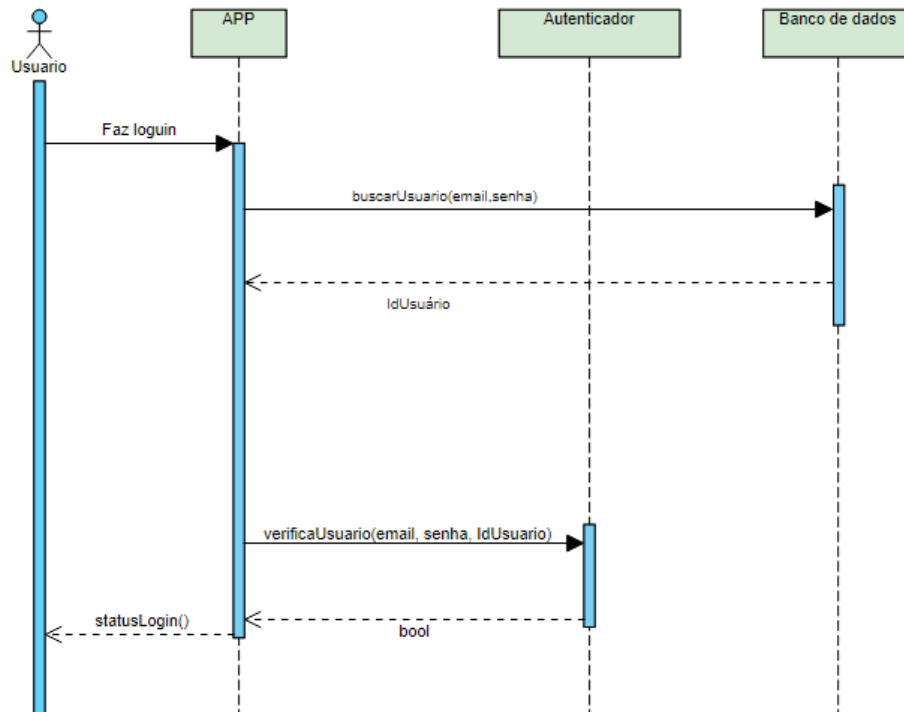 APP
Autenticador
Banco de dados
Usuario
Faz loguin
buscarUsuario(email,senha)
IdUsuário
verificaUsuario(email, senha, IdUsuario)
statusLogin()
bool